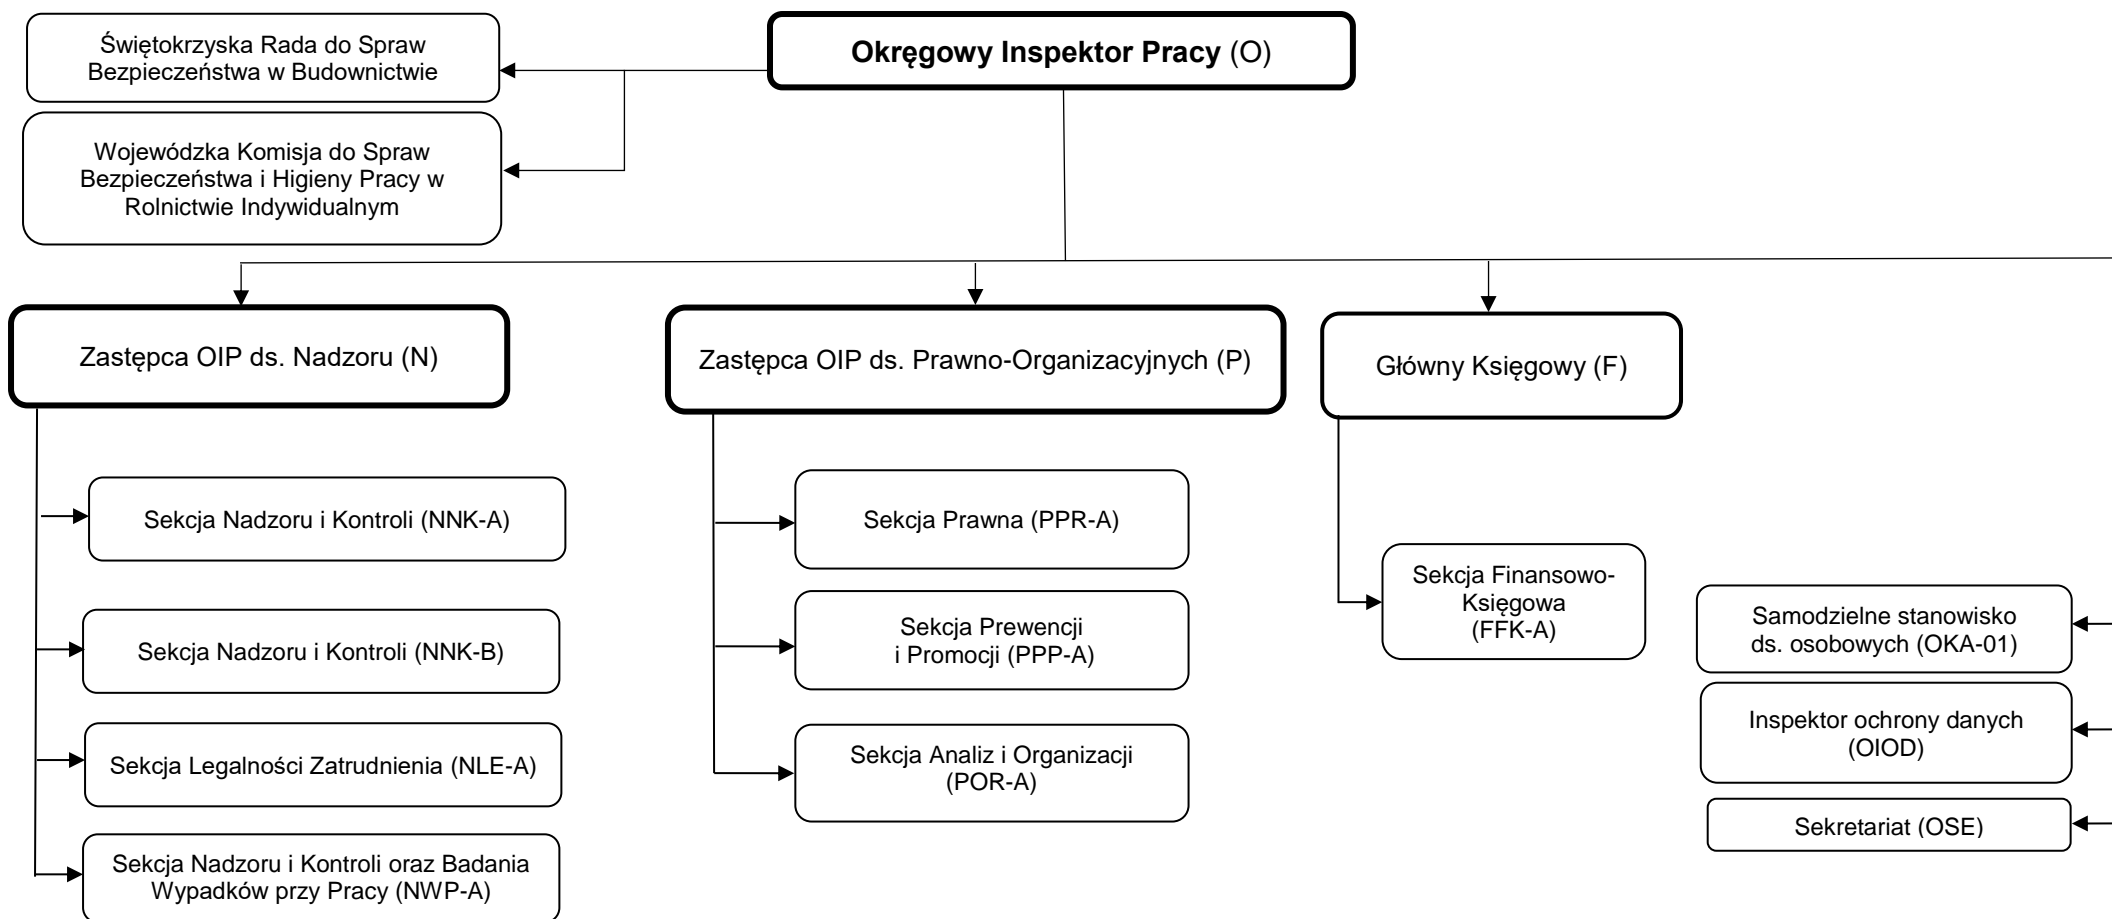 Świętokrzyska Rada do Spraw
Bezpieczeństwa w Budownictwie
Okręgowy Inspektor Pracy (O)
Wojewódzka Komisja do Spraw
Bezpieczeństwa i Higieny Pracy w
Rolnictwie Indywidualnym
Zastępca OIP ds. Nadzoru (N)
Zastępca OIP ds. Prawno-Organizacyjnych (P)
Główny Księgowy (F)
Sekcja Nadzoru i Kontroli (NNK-A)
Sekcja Nadzoru i Kontroli (NNK-B)
Sekcja Legalności Zatrudnienia (NLE-A)
Sekcja Nadzoru i Kontroli oraz Badania
Wypadków przy Pracy (NWP-A)
Sekcja Prawna (PPR-A)
Sekcja Prewencji
i Promocji (PPP-A)
Sekcja Analiz i Organizacji
(POR-A)
Sekcja Finansowo-
Księgowa
(FFK-A)
Samodzielne stanowisko
ds. osobowych (OKA-01)
Inspektor ochrony danych
(OIOD)
Sekretariat (OSE)